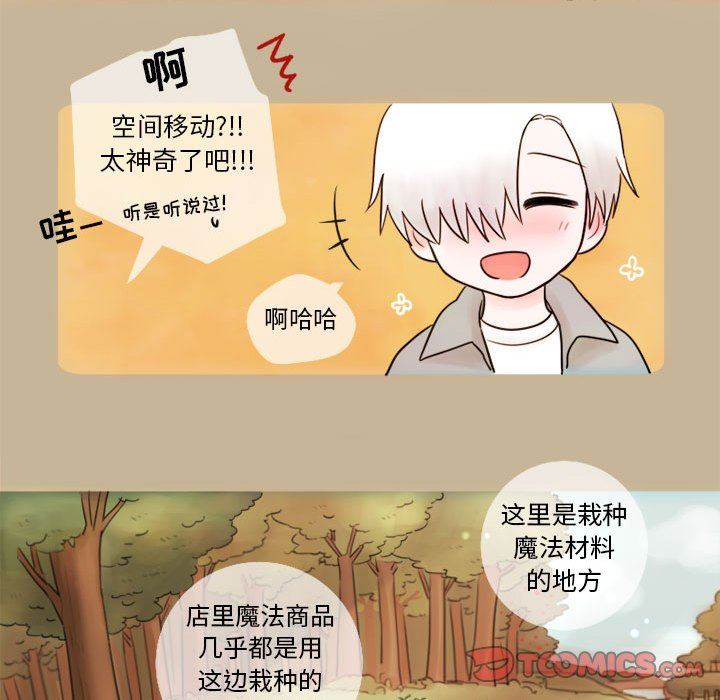 啊
空间移动?!!
太神奇了吧!!!
听是听说过!
哇—
啊哈哈
这里是栽种
魔法材料
的地方
店里魔法商品
几乎都是用
这边栽种的
TOCOMICS.COM